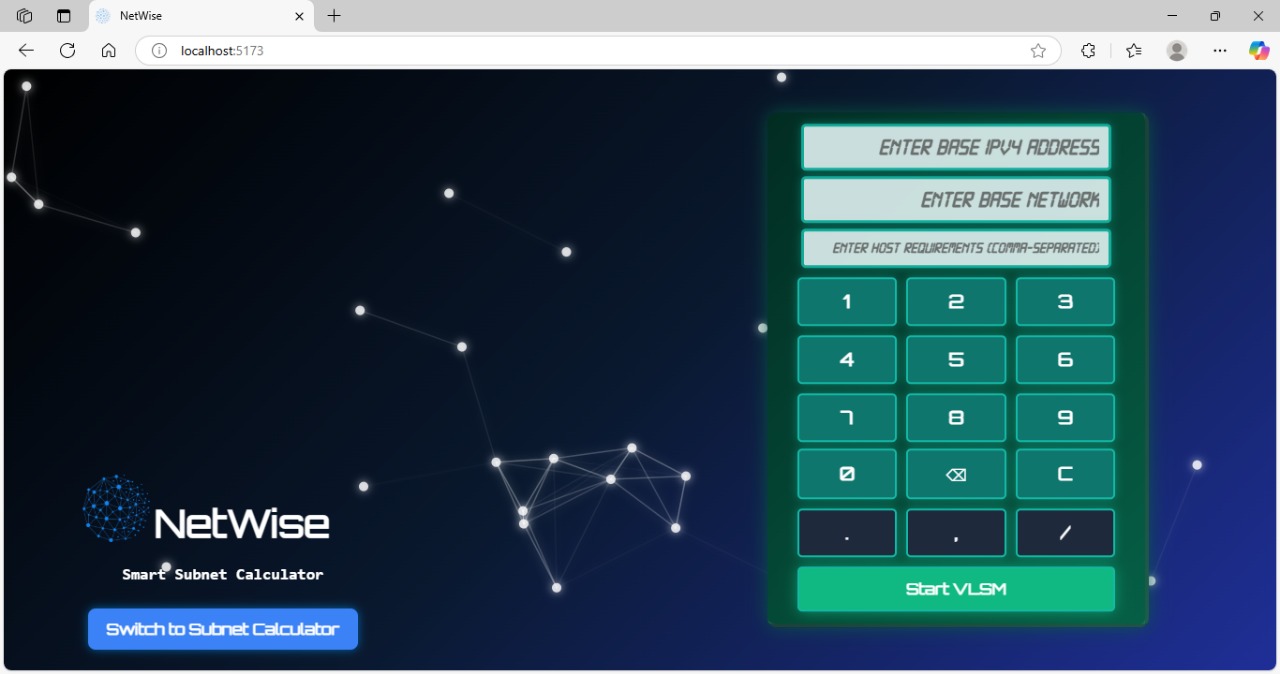 NetWise
localhost:5173
ENTER BASE IPV4 ADDRESS
ENTER BASE NETWORK
ENTER HOST REQUIREMENTS (COMMA-SEPARATED)
1 2 3
4 5 6
7 8 9
0 ⌫ C
. , /
Start VLSM
NetWise
Smart Subnet Calculator
Switch to Subnet Calculator